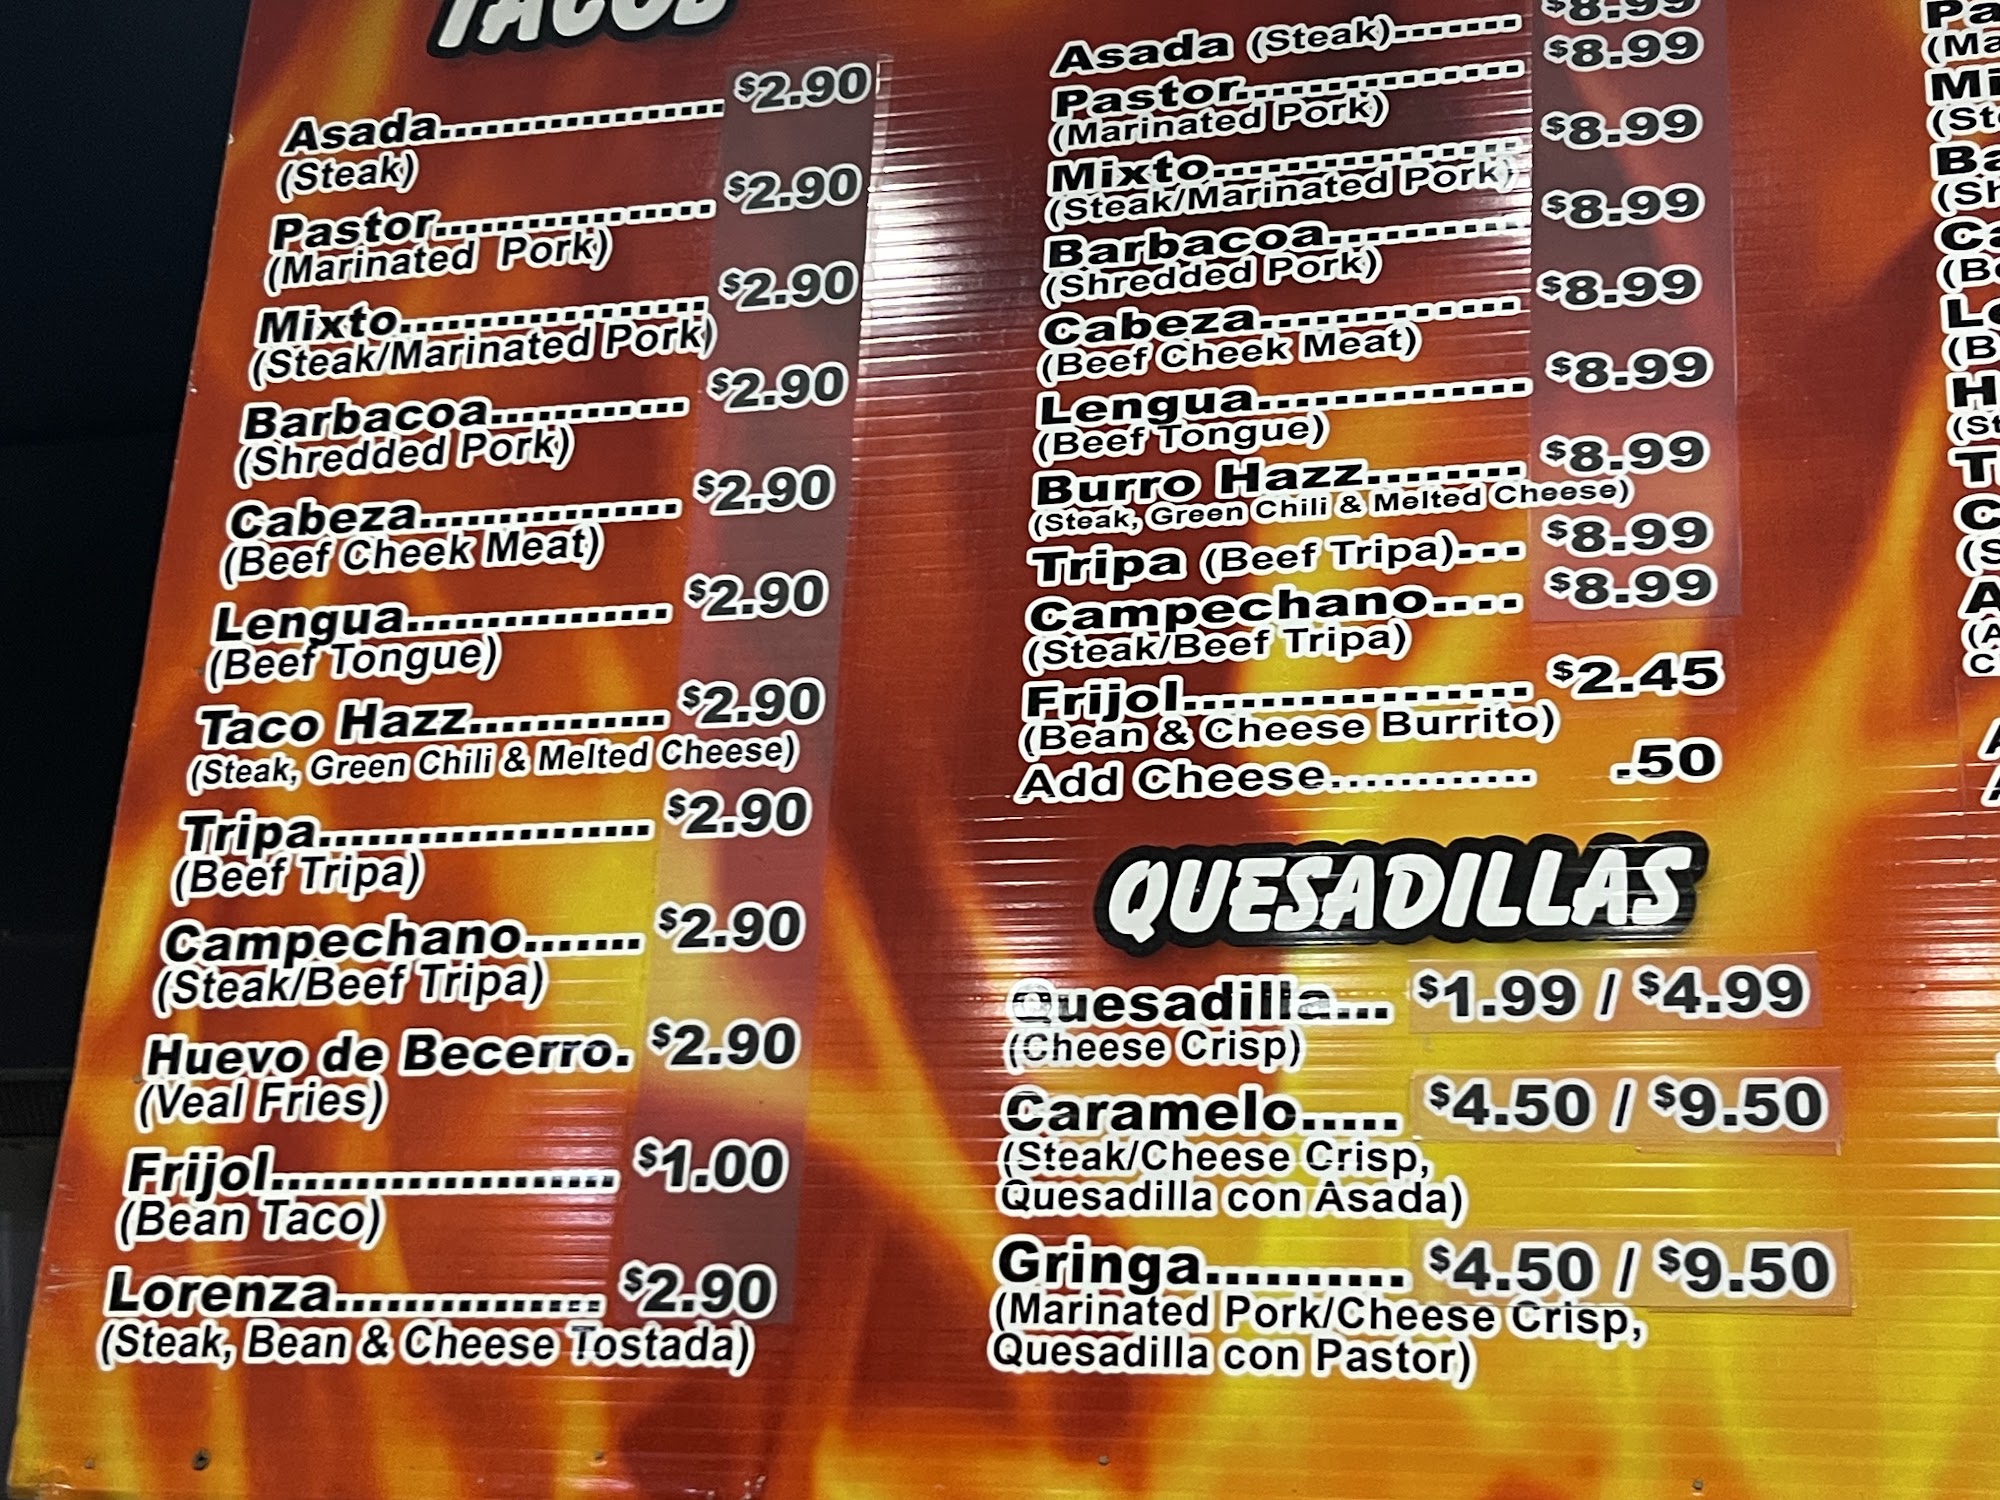 TACOS
Asada.................. $2.90
(Steak)
Pastor.................. $2.90
(Marinated Pork)
Mixto.................... $2.90
(Steak/Marinated Pork)
Barbacoa............. $2.90
(Shredded Pork)
Cabeza................. $2.90
(Beef Cheek Meat)
Lengua................. $2.90
(Beef Tongue)
Taco Hazz............. $2.90
(Steak, Green Chili & Melted Cheese)
Tripa..................... $2.90
(Beef Tripa)
Campechano....... $2.90
(Steak/Beef Tripa)
Huevo de Becerro. $2.90
(Veal Fries)
Frijol...................... $1.00
(Bean Taco)
Lorenza................. $2.90
(Steak, Bean & Cheese Tostada)
Asada (Steak)........ $8.99
Pastor.................. $8.99
(Marinated Pork)
Mixto.................... $8.99
(Steak/Marinated Pork)
Barbacoa............. $8.99
(Shredded Pork)
Cabeza................. $8.99
(Beef Cheek Meat)
Lengua................. $8.99
(Beef Tongue)
Burro Hazz........ $8.99
(Steak, Green Chili & Melted Cheese)
Tripa (Beef Tripa)... $8.99
Campechano.... $8.99
(Steak/Beef Tripa)
Frijol................. $2.45
(Bean & Cheese Burrito)
Add Cheese............. .50
QUESADILLAS
Quesadilla... $1.99 / $4.99
(Cheese Crisp)
Caramelo..... $4.50 / $9.50
(Steak/Cheese Crisp,
Quesadilla con Asada)
Gringa.......... $4.50 / $9.50
(Marinated Pork/Cheese Crisp,
Quesadilla con Pastor)